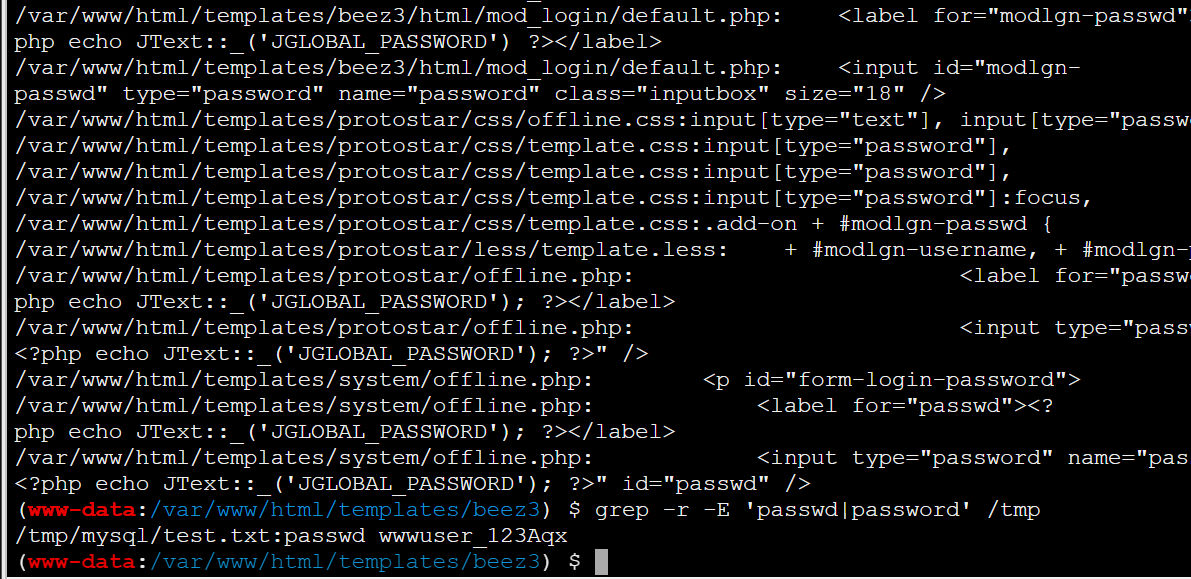 /var/www/html/templates/beez3/html/mod_login/default.php:    <label for="modlgn-passwd"
php echo JText::_('JGLOBAL_PASSWORD') ?></label>
/var/www/html/templates/beez3/html/mod_login/default.php:    <input id="modlgn-
passwd" type="password" name="password" class="inputbox" size="18" />
/var/www/html/templates/protostar/css/offline.css:input[type="text"], input[type="passw
/var/www/html/templates/protostar/css/template.css:input[type="password"],
/var/www/html/templates/protostar/css/template.css:input[type="password"],
/var/www/html/templates/protostar/css/template.css:input[type="password"]:focus,
/var/www/html/templates/protostar/css/template.css:.add-on + #modlgn-passwd {
/var/www/html/templates/protostar/less/template.less:    + #modlgn-username, + #modlgn-
/var/www/html/templates/protostar/offline.php:                        <label for="passw
php echo JText::_('JGLOBAL_PASSWORD'); ?></label>
/var/www/html/templates/protostar/offline.php:                        <input type="pass
<?php echo JText::_('JGLOBAL_PASSWORD'); ?>" />
/var/www/html/templates/system/offline.php:        <p id="form-login-password">
/var/www/html/templates/system/offline.php:            <label for="passwd"><?
php echo JText::_('JGLOBAL_PASSWORD'); ?></label>
/var/www/html/templates/system/offline.php:            <input type="password" name="pas
<?php echo JText::_('JGLOBAL_PASSWORD'); ?>" id="passwd" />
(www-data:/var/www/html/templates/beez3) $ grep -r -E 'passwd|password' /tmp
/tmp/mysql/test.txt:passwd wwwuser_123Aqx
(www-data:/var/www/html/templates/beez3) $